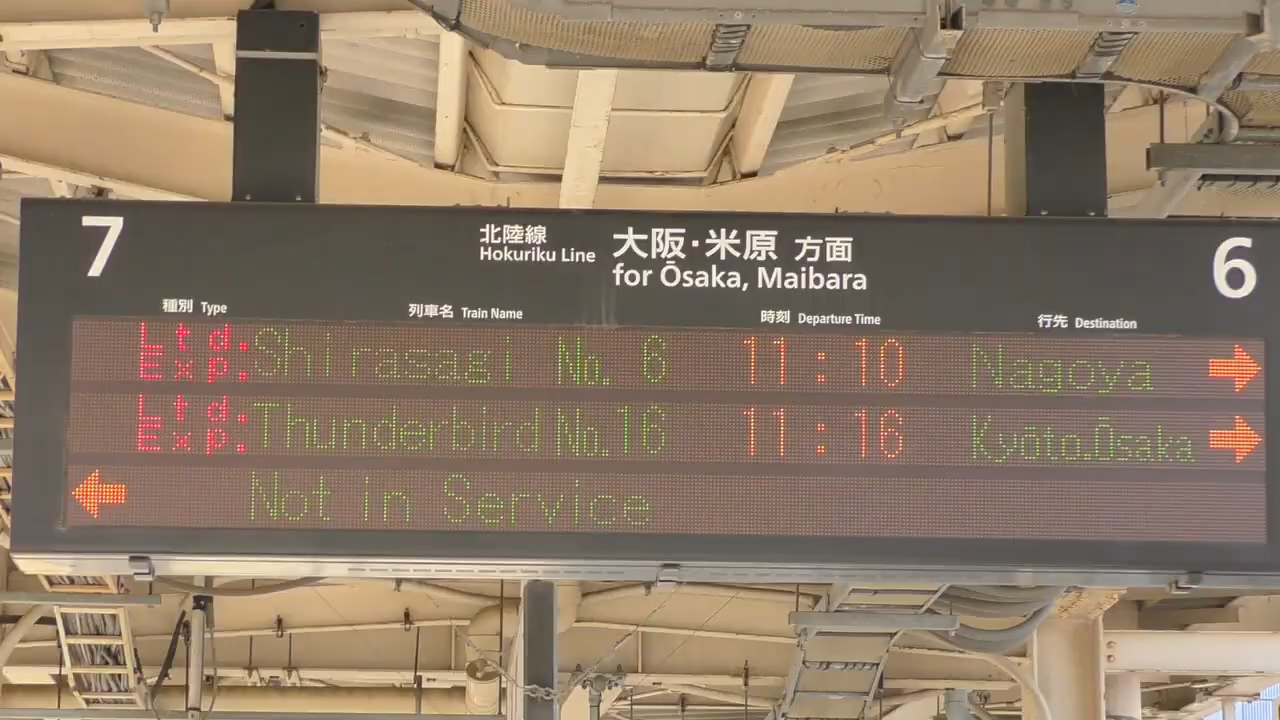 7
北陸線
Hokuriku Line
大阪・米原 方面
for Ōsaka, Maibara
6
種別 Type 列車名 Train Name 時刻 Departure Time 行先 Destination
Ltd. Exp. Shirasagi No. 6 11:10 Nagoya →
Ltd. Exp. Thunderbird No. 16 11:16 Kyōto.Ōsaka →
← Not in Service